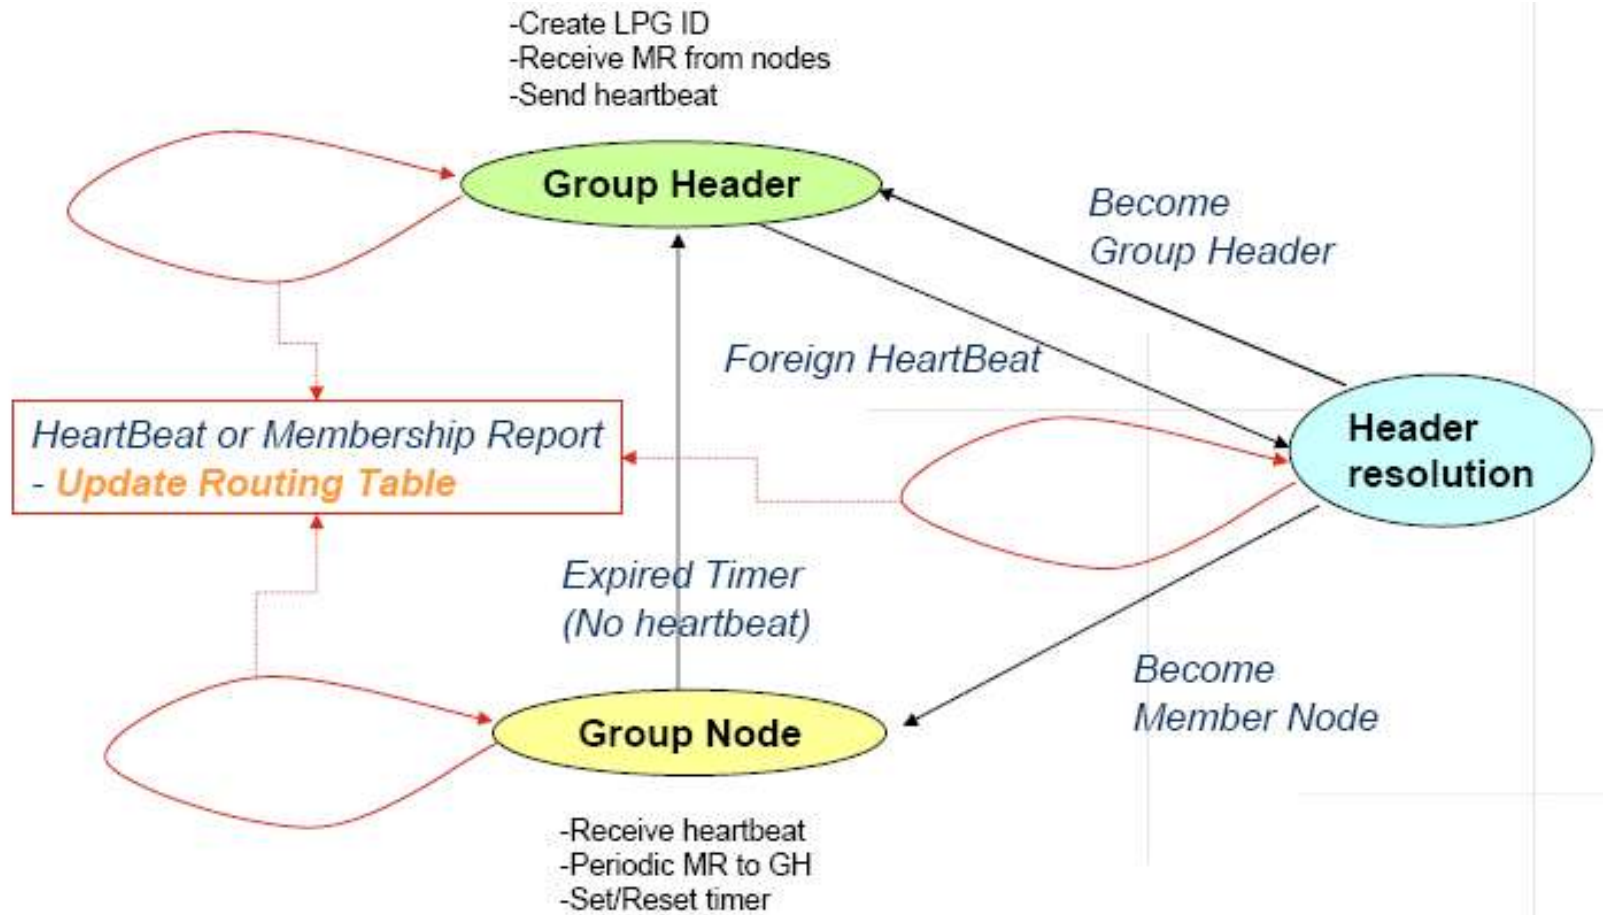 -Create LPG ID
-Receive MR from nodes
-Send heartbeat
Group Header
Become
Group Header
Foreign HeartBeat
HeartBeat or Membership Report
- Update Routing Table
Header
resolution
Expired Timer
(No heartbeat)
Become
Member Node
Group Node
-Receive heartbeat
-Periodic MR to GH
-Set/Reset timer